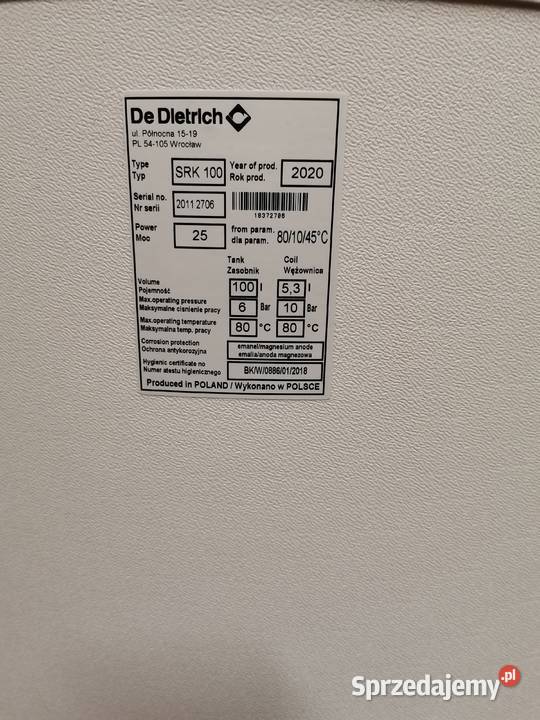 De Dietrich
ul. Północna 15-19
PL 54-105 Wrocław
Type
Typ
SRK 100
Year of prod.
Rok prod.
2020
Serial no.
Nr serii
2011 2706
18372786
Power
Moc
25
from param.
dla param.
80/10/45°C
Tank
Zasobnik
Coil
Wężownica
Volume
Pojemność
100 l
5,3 l
Max.operating pressure
Maksymalne cisnienie pracy
6 Bar
10 Bar
Max.operating temperature
Maksymalna temp. pracy
80 °C
80 °C
Corrosion protection
Ochrona antykorozyjna
emanel/magnesium anode
emalia/anoda magnezowa
Hygienic certificate no
Numer atestu higienicznego
BK/W/0886/01/2018
Produced in POLAND / Wykonano w POLSCE
Sprzedajemy.pl